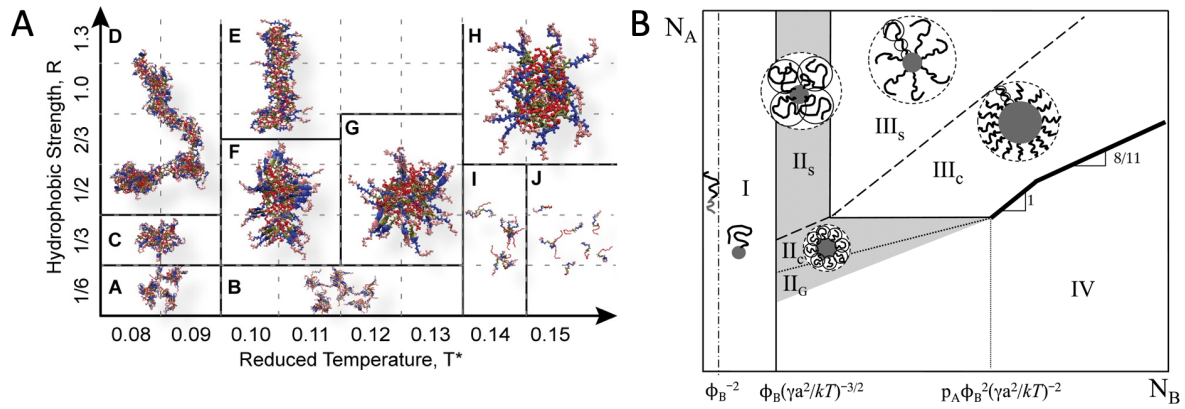 A
Hydrophobic Strength, R
1.3
1.0
2/3
1/2
1/3
1/6
D
E
H
G
F
I
J
C
A
B
0.08 0.09 0.10 0.11 0.12 0.13 0.14 0.15
Reduced Temperature, T*
B
N_A
III_s
II_s
I
III_c
8/11
1
II_c
II_G
IV
ϕ_B⁻² ϕ_B(γa²/kT)⁻³/² p_Aϕ_B²(γa²/kT)⁻² N_B